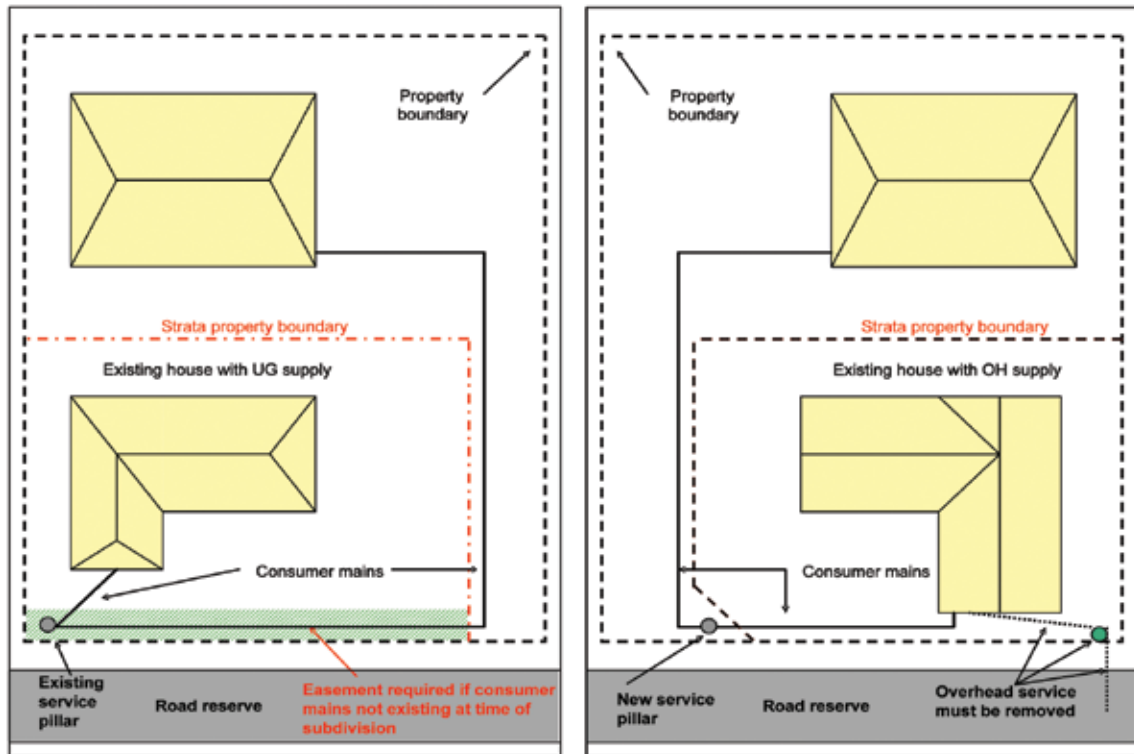 Property
boundary
Strata property boundary
Existing house with UG supply
Consumer mains
Existing
service
pillar
Road reserve
Easement required if consumer
mains not existing at time of
subdivision
Property
boundary
Strata property boundary
Existing house with OH supply
Consumer mains
New service
pillar
Road reserve
Overhead service
must be removed